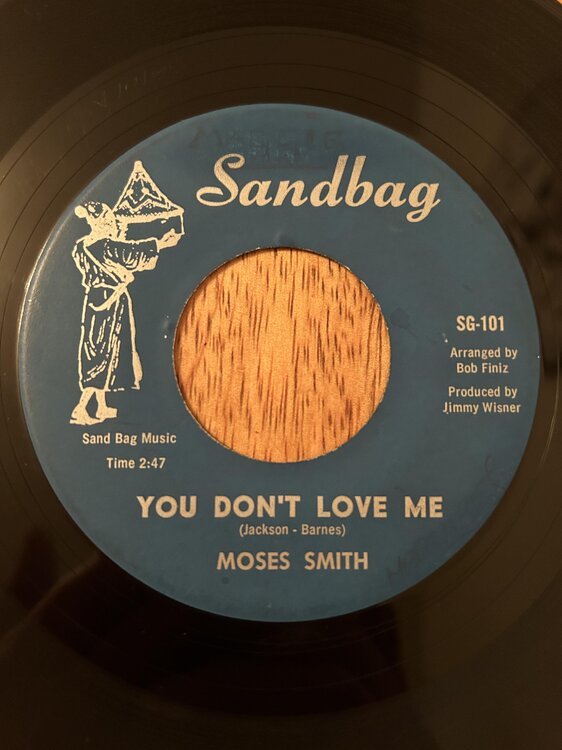 Sandbag
SG-101
Arranged by
Bob Finiz
Produced by
Jimmy Wisner
Sand Bag Music
Time 2:47
YOU DON'T LOVE ME
(Jackson - Barnes)
MOSES SMITH